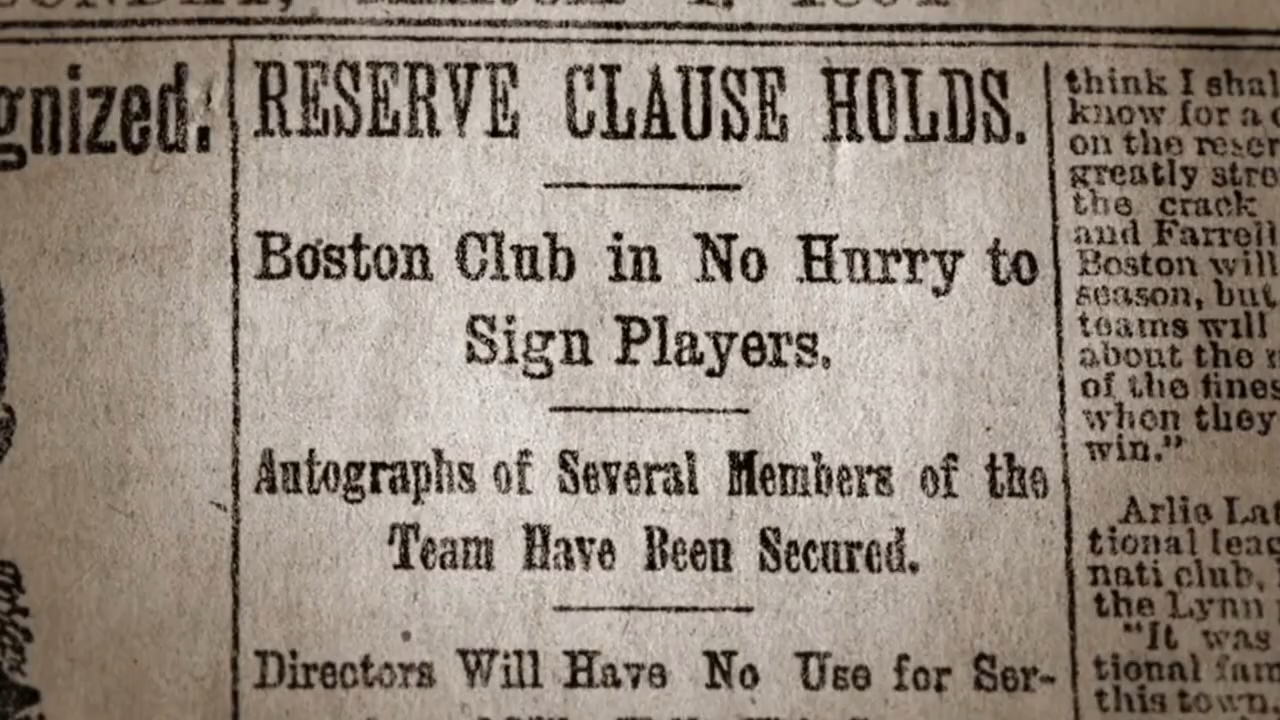 gnized.
RESERVE CLAUSE HOLDS.
Boston Club in No Hurry to
Sign Players.
Autographs of Several Members of the
Team Have Been Secured.
Directors Will Have No Use for Ser-
think I shal
know for a
on the reser
greatly stre
the crack
and Farrell
Boston will
season, but
teams will
about the
of the fines
when they
win."
Arlie Lat
tional leag
nati club,
the Lynn
"It was
tional fam
this town.